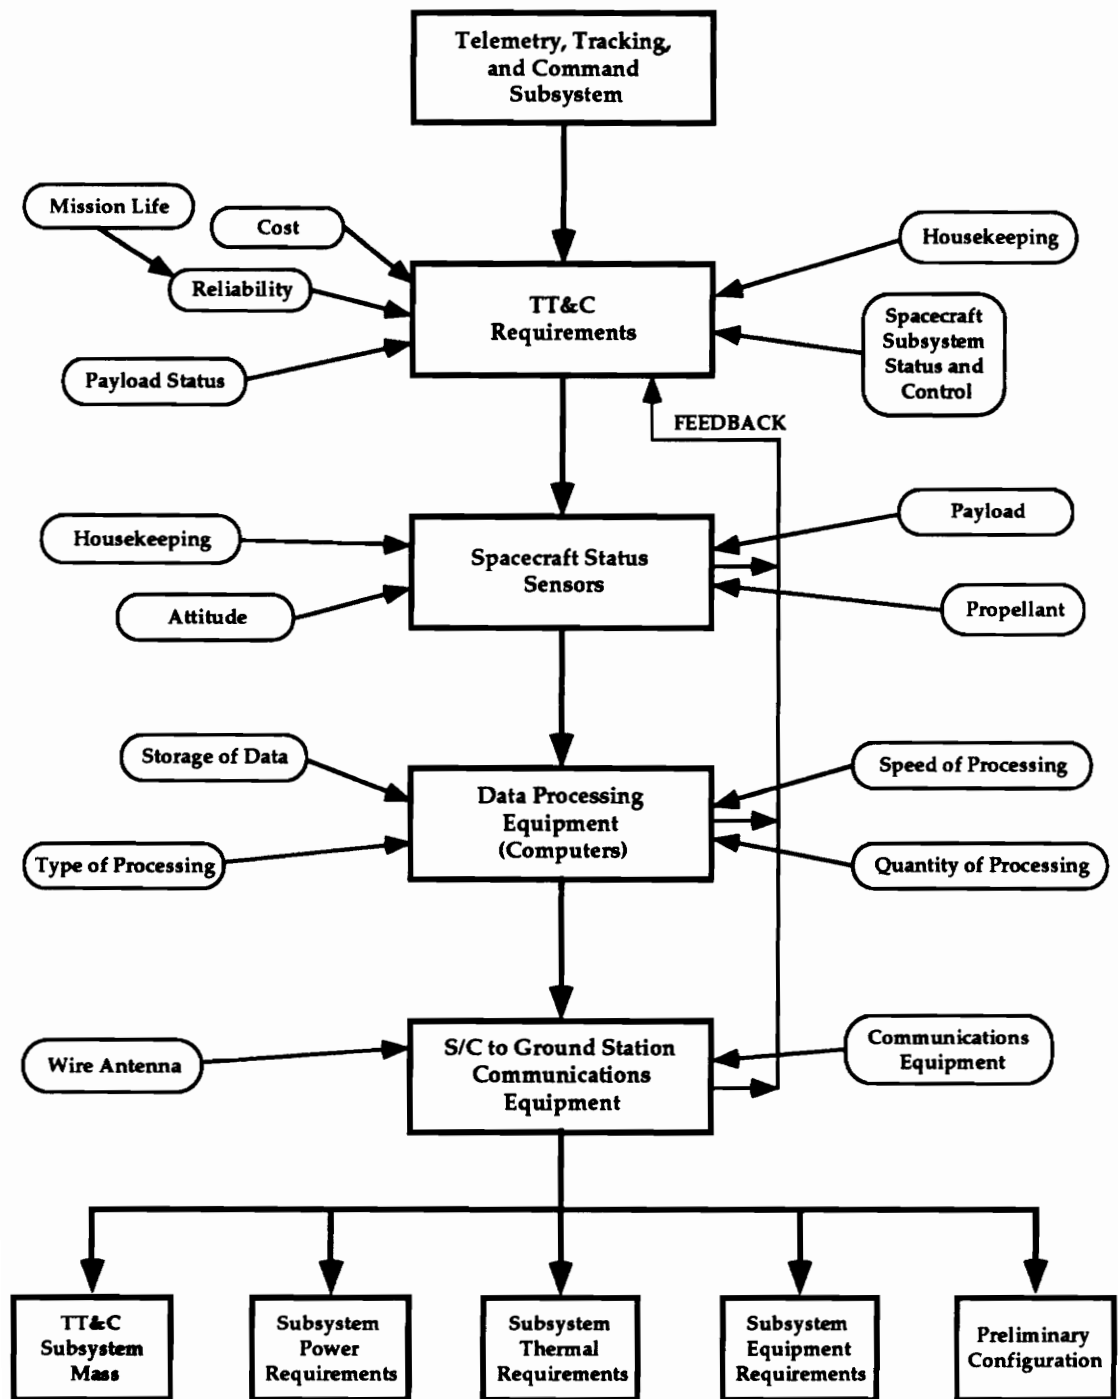 Telemetry, Tracking,
and Command
Subsystem
Mission Life
Cost
Housekeeping
Reliability
TT&C
Requirements
Spacecraft
Subsystem
Status and
Control
Payload Status
FEEDBACK
Housekeeping
Payload
Spacecraft Status
Sensors
Attitude
Propellant
Storage of Data
Speed of Processing
Data Processing
Equipment
(Computers)
Type of Processing
Quantity of Processing
Wire Antenna
S/C to Ground Station
Communications
Equipment
Communications
Equipment
TT&C
Subsystem
Mass
Subsystem
Power
Requirements
Subsystem
Thermal
Requirements
Subsystem
Equipment
Requirements
Preliminary
Configuration